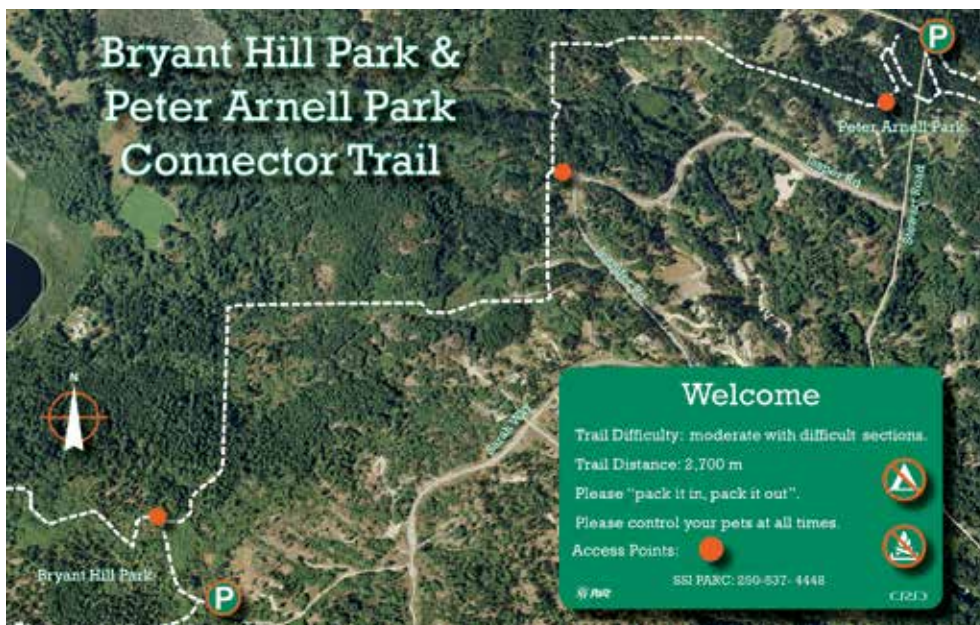 Bryant Hill Park &
Peter Arnell Park
Connector Trail
P
Peter Arnell Park
Stewart Road
Sarah Way
N
Bryant Hill Park
P
Welcome
Trail Difficulty: moderate with difficult sections.
Trail Distance: 2,700 m
Please "pack it in, pack it out".
Please control your pets at all times.
Access Points:
SSI PARC: 250-537- 4448
CRD